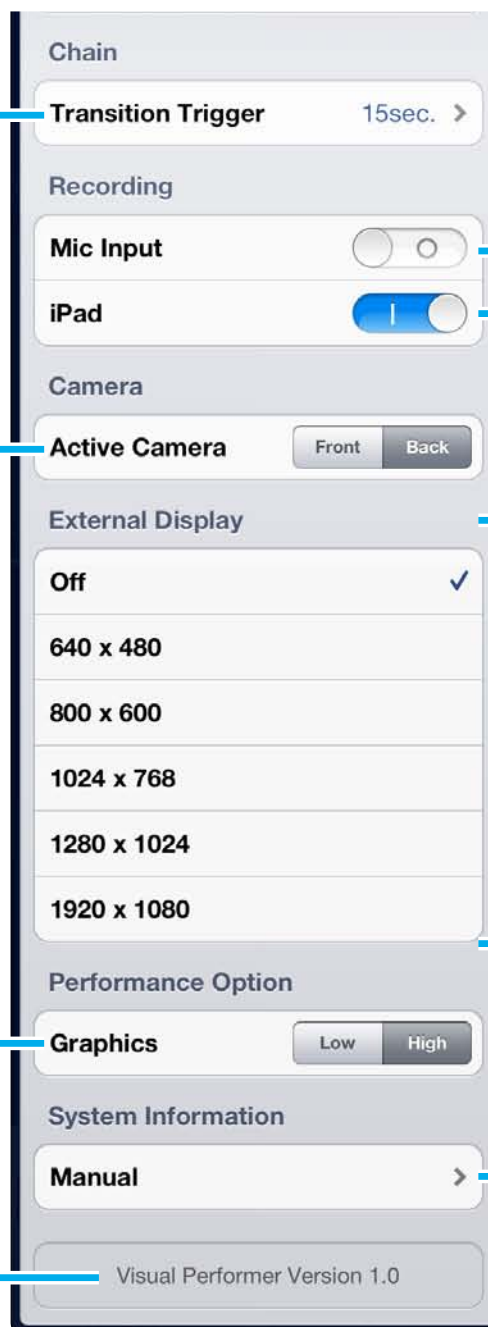 Chain
Transition Trigger 15sec.
Recording
Mic Input
iPad
Camera
Active Camera Front Back
External Display
Off
640 x 480
800 x 600
1024 x 768
1280 x 1024
1920 x 1080
Performance Option
Graphics Low High
System Information
Manual
Visual Performer Version 1.0